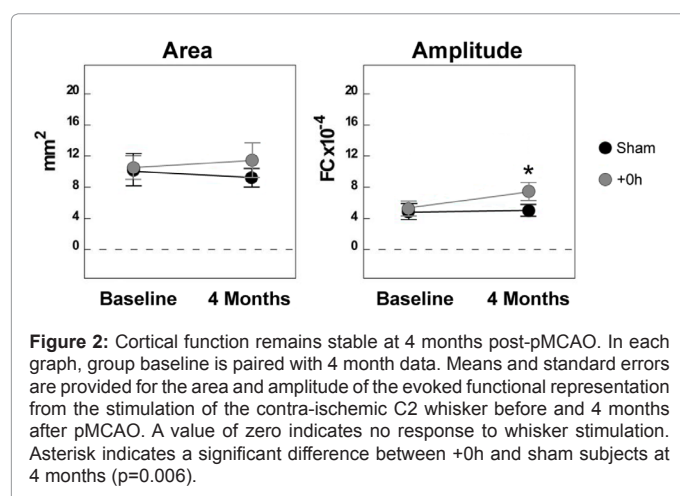 Area
Amplitude
mm²
20
16
12
8
4
0
Baseline
4 Months
FC x10⁻⁴
20
16
12
8
4
0
*
Baseline
4 Months
Sham
+0h
Figure 2: Cortical function remains stable at 4 months post-pMCAO. In each
graph, group baseline is paired with 4 month data. Means and standard errors
are provided for the area and amplitude of the evoked functional representation
from the stimulation of the contra-ischemic C2 whisker before and 4 months
after pMCAO. A value of zero indicates no response to whisker stimulation.
Asterisk indicates a significant difference between +0h and sham subjects at
4 months (p=0.006).